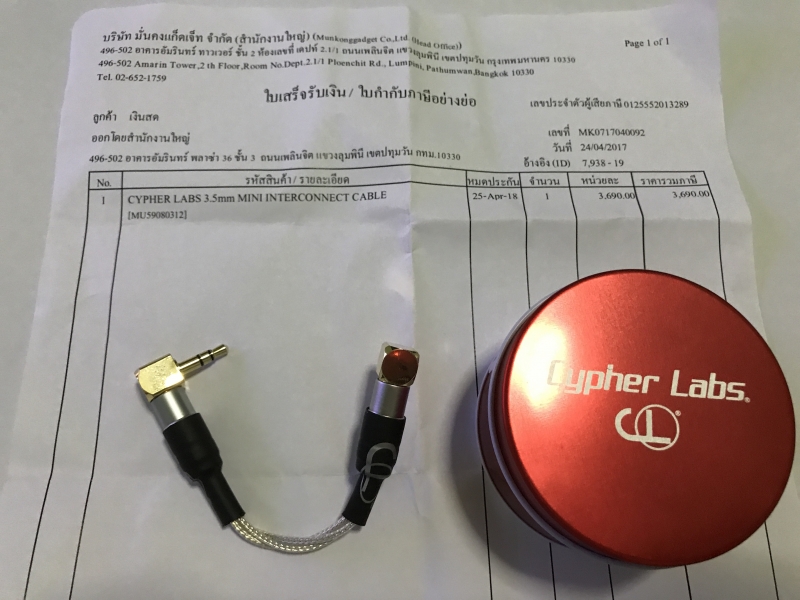 บริษัท มั่นคงแก็ดเจ็ท จำกัด (สำนักงานใหญ่) (Munkonggadget Co.,Ltd. (Head Office))
496-502 อาคารอัมรินทร์ ทาวเวอร์ ชั้น 2 ห้องเลขที่ เดปท์ 2.1/1 ถนนเพลินจิต แขวงลุมพินี เขตปทุมวัน กรุงเทพมหานคร 10330
496-502 Amarin Tower,2 th Floor,Room No.Dept.2.1/1 Ploenchit Rd., Lumpini, Pathumwan,Bangkok 10330
Tel. 02-652-1759
Page 1 of 1
ใบเสร็จรับเงิน / ใบกำกับภาษีอย่างย่อ
เลขประจำตัวผู้เสียภาษี 0125552013289
ลูกค้า เงินสด
ออกโดยสำนักงานใหญ่
496-502 อาคารอัมรินทร์ พลาซ่า 36 ชั้น 3 ถนนเพลินจิต แขวงลุมพินี เขตปทุมวัน กทม.10330
เลขที่ MK0717040092
วันที่ 24/04/2017
อ้างอิง (ID) 7,938 - 19
No. รหัสสินค้า / รายละเอียด หมดประกัน จำนวน หน่วยละ ราคารวมภาษี
1 CYPHER LABS 3.5mm MINI INTERCONNECT CABLE 25-Apr-18 1 3,690.00 3,690.00
[MU59080312]
Cypher Labs®
CL®